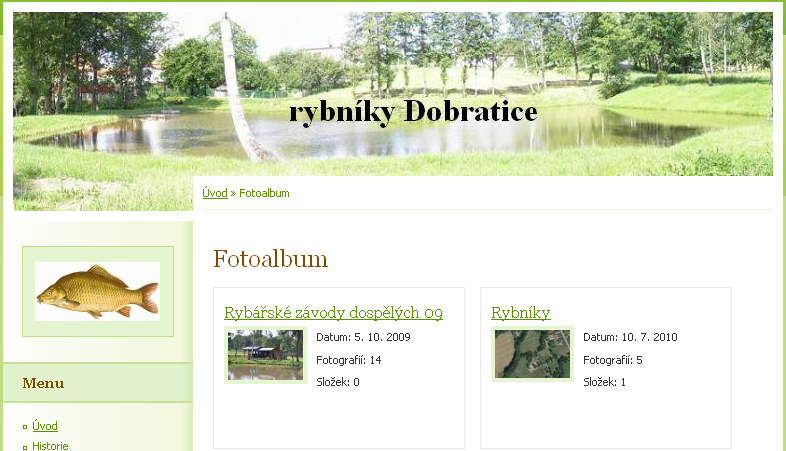 rybníky Dobratice
Úvod » Fotoalbum
Fotoalbum
Rybářské závody dospělých 09
Datum: 5. 10. 2009
Fotografií: 14
Složek: 0
Rybníky
Datum: 10. 7. 2010
Fotografií: 5
Složek: 1
Menu
Úvod
Historie